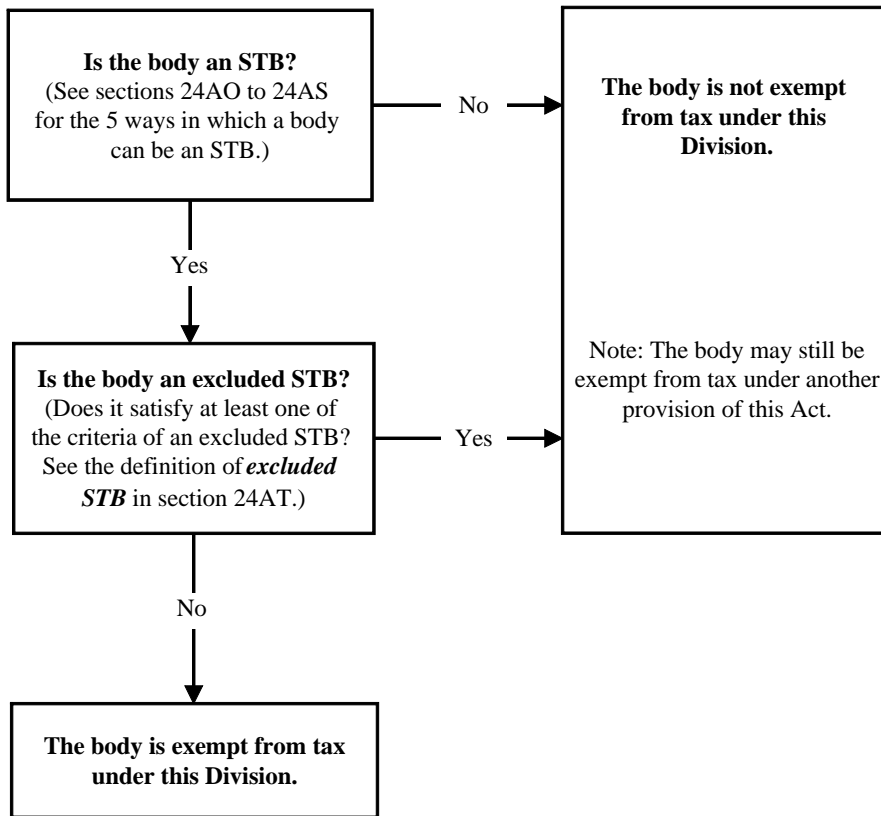 Is the body an STB?
(See sections 24AO to 24AS
for the 5 ways in which a body
can be an STB.)
No
The body is not exempt
from tax under this
Division.
Note: The body may still be
exempt from tax under another
provision of this Act.
Yes
Is the body an excluded STB?
(Does it satisfy at least one of
the criteria of an excluded STB?
See the definition of excluded
STB in section 24AT.)
Yes
No
The body is exempt from tax
under this Division.